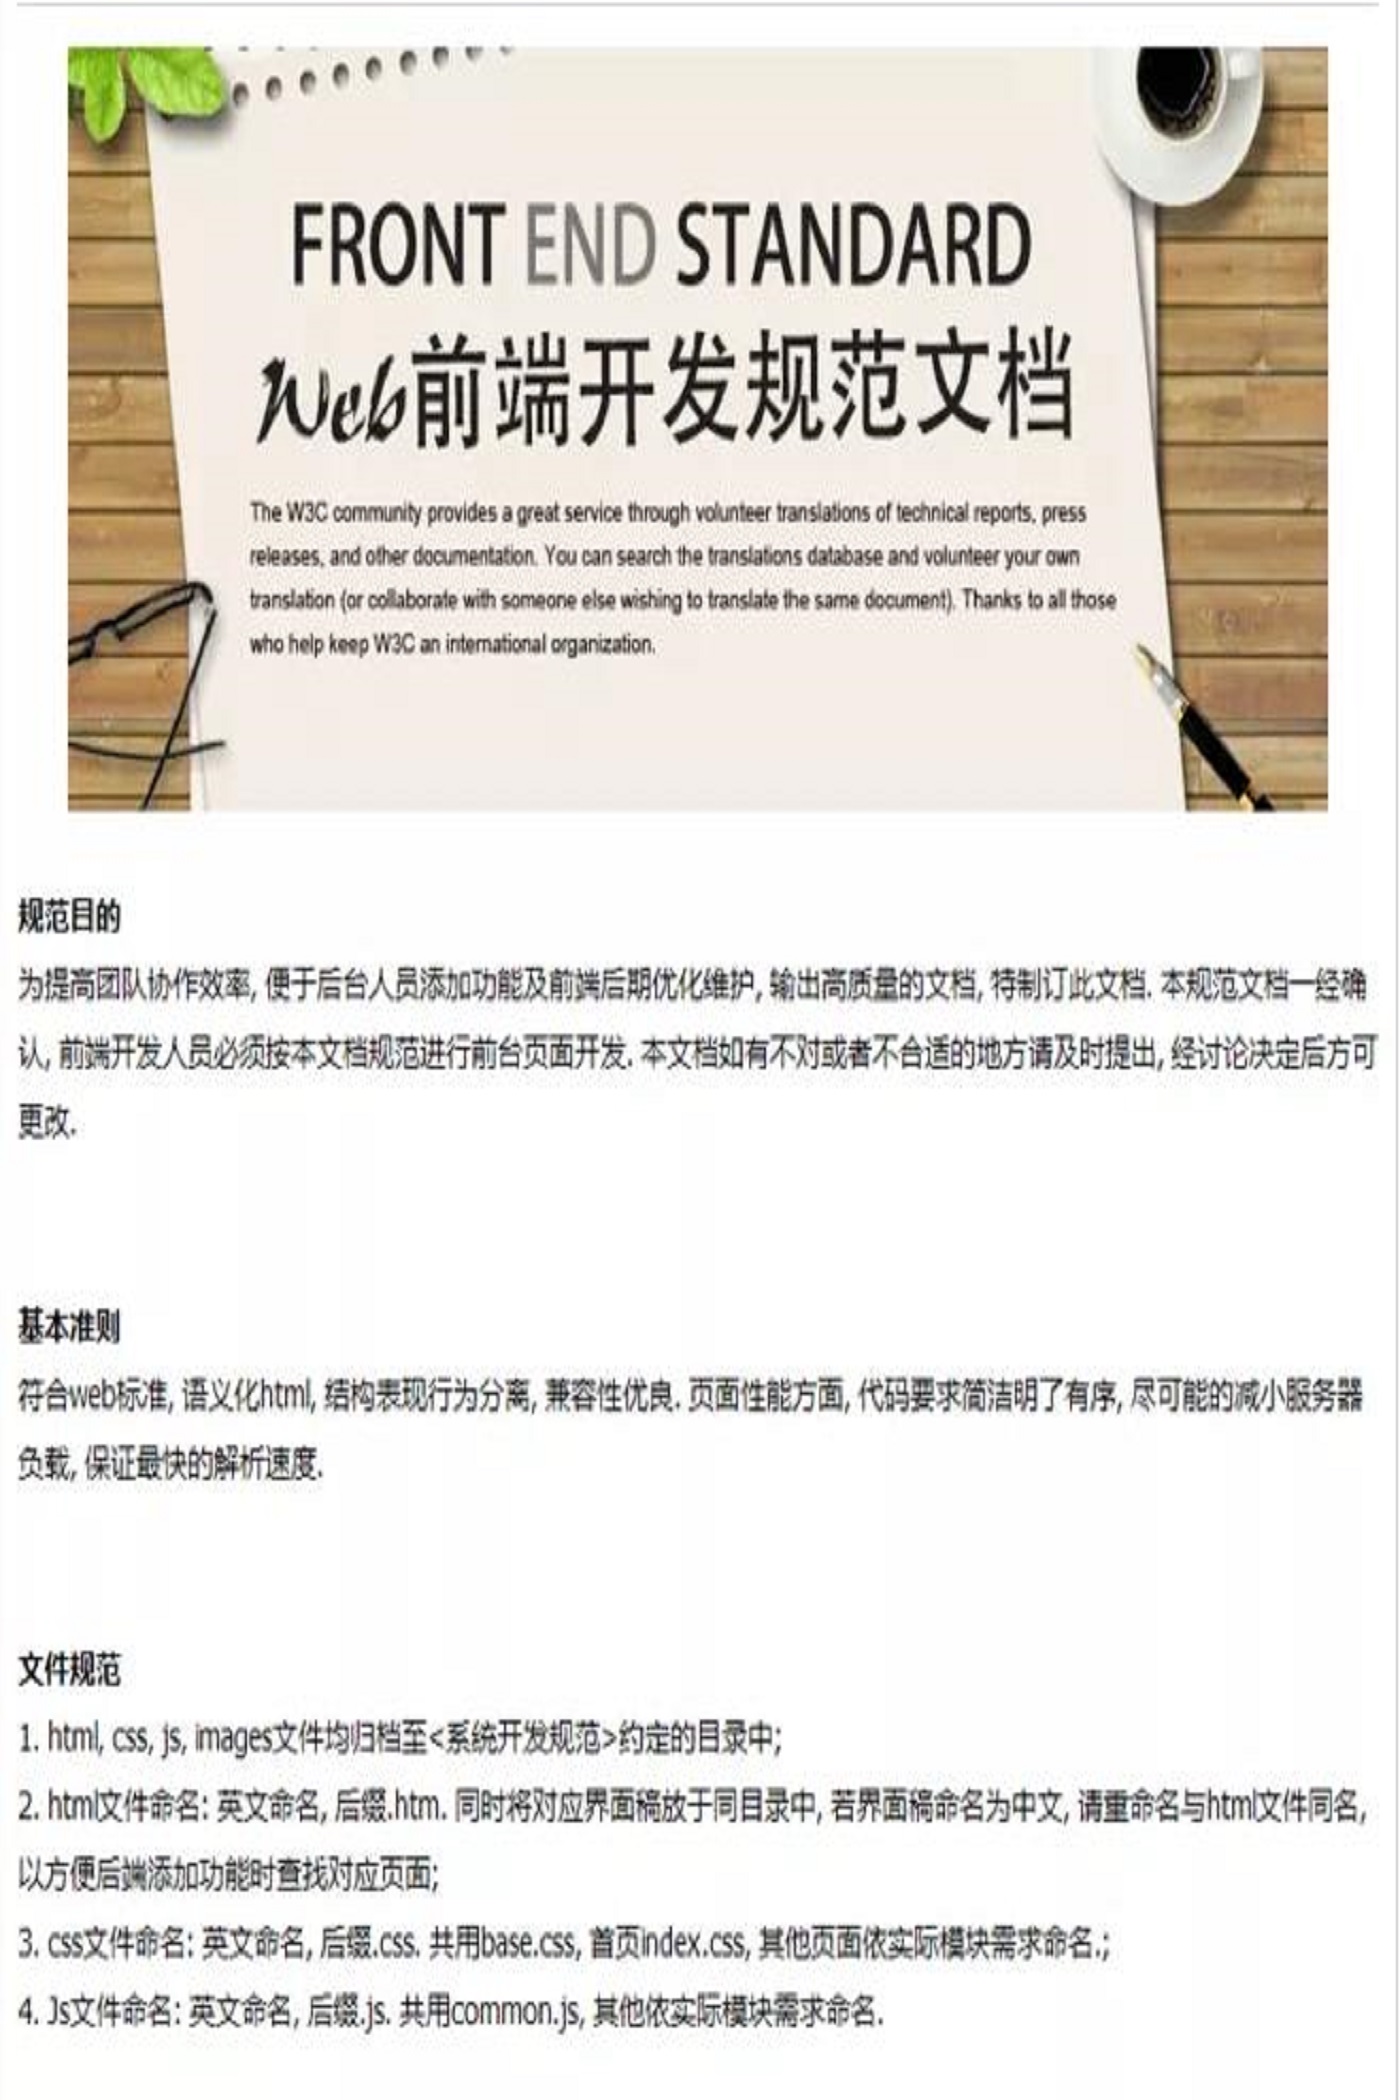 FRONT END STANDARD
Web前端开发规范文档
The W3C community provides a great service through volunteer translations of technical reports, press
releases, and other documentation. You can search the translations database and volunteer your own
translation (or collaborate with someone else wishing to translate the same document). Thanks to all those
who help keep W3C an international organization.
规范目的
为提高团队协作效率, 便于后台人员添加功能及前端后期优化维护, 输出高质量的文档, 特制订此文档. 本规范文档一经确
认, 前端开发人员必须按本文档规范进行前台页面开发. 本文档如有不对或者不合适的地方请及时提出, 经讨论决定后方可
更改.
基本准则
符合web标准, 语义化html, 结构表现行为分离, 兼容性优良. 页面性能方面, 代码要求简洁明了有序, 尽可能的减小服务器
负载, 保证最快的解析速度.
文件规范
1. html, css, js, images文件均归档至<系统开发规范>约定的目录中;
2. html文件命名: 英文命名, 后缀.htm. 同时将对应界面稿放于同目录中, 若界面稿命名为中文, 请重命名与html文件同名,
以方便后端添加功能时查找对应页面;
3. css文件命名: 英文命名, 后缀.css. 共用base.css, 首页index.css, 其他页面依实际模块需求命名.;
4. Js文件命名: 英文命名, 后缀.js. 共用common.js, 其他依实际模块需求命名.